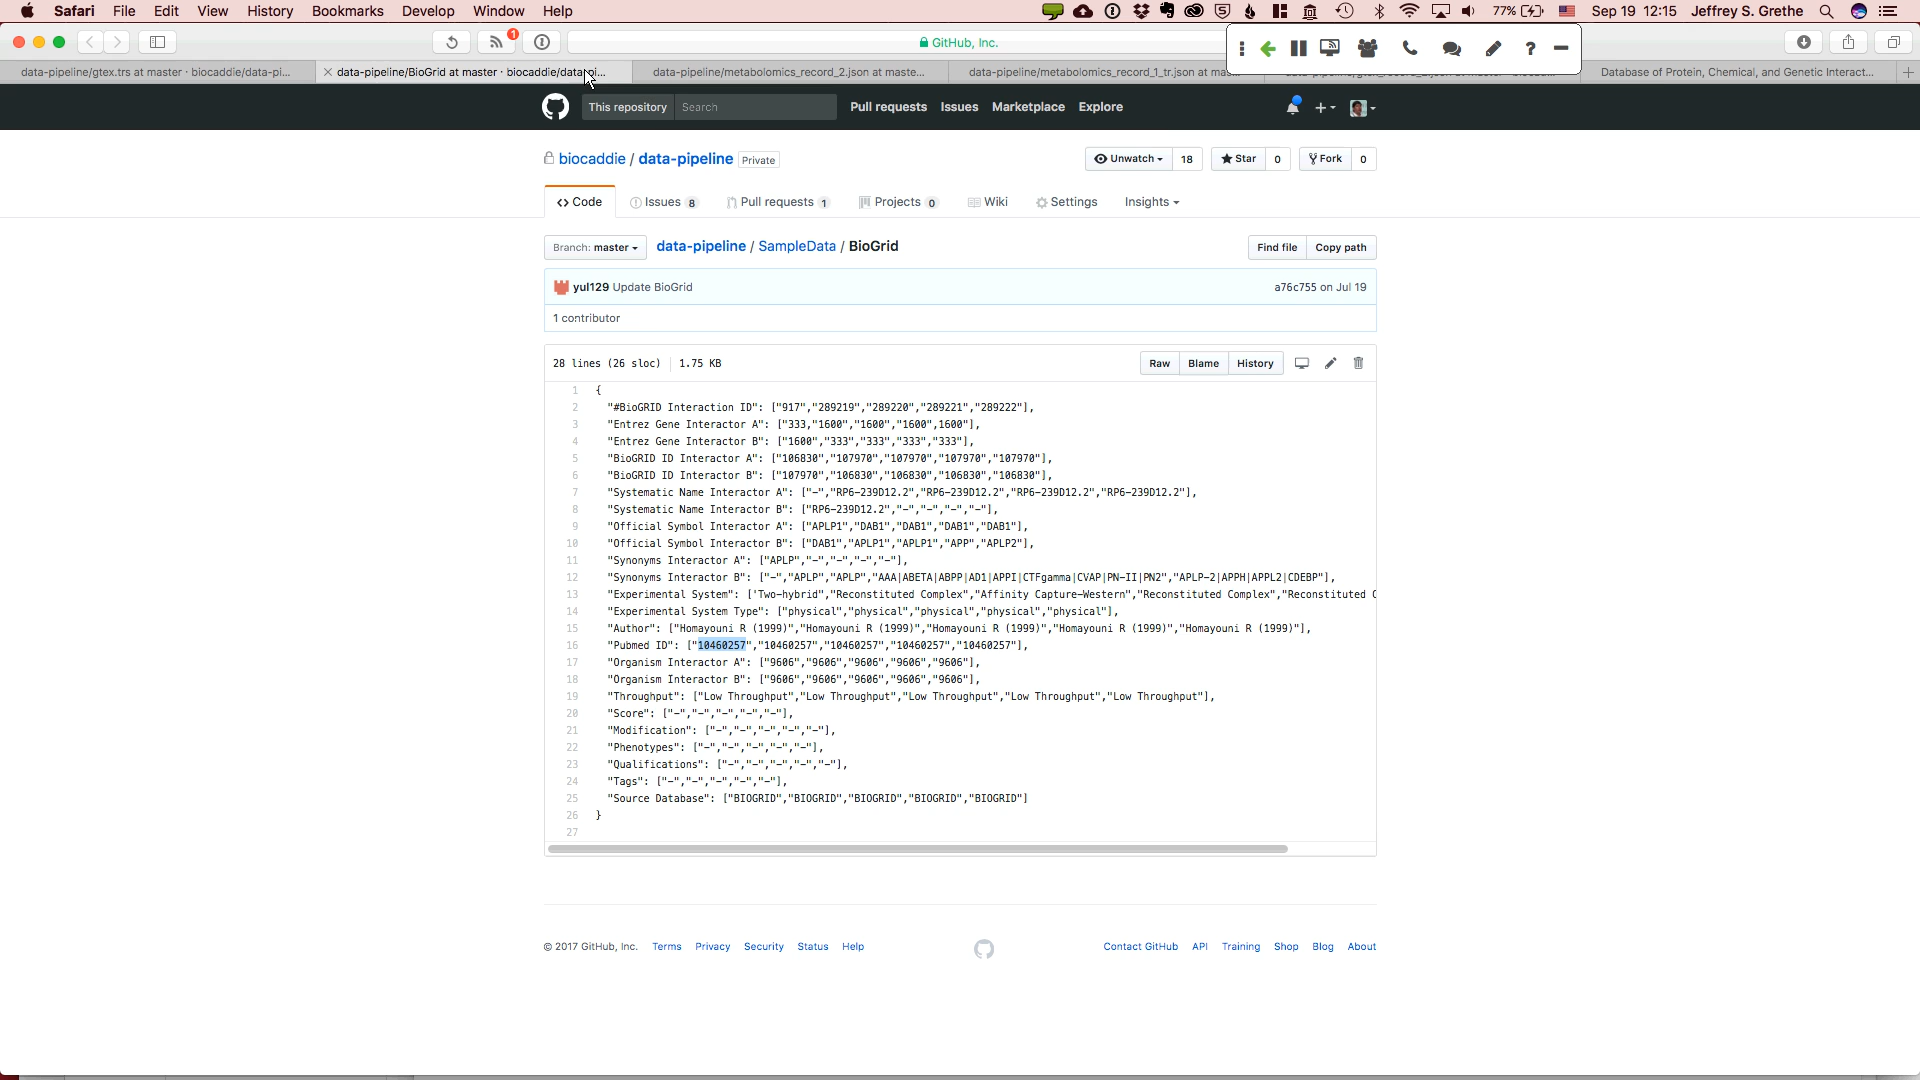 Safari File Edit View History Bookmarks Develop Window Help 77% Sep 19 12:15 Jeffrey S. Grethe
1 GitHub, Inc.
data-pipeline/gtex.trs at master · biocaddie/data-pi... data-pipeline/BioGrid at master · biocaddie/data-pi... data-pipeline/metabolomics_record_2.json at maste... data-pipeline/metabolomics_record_1_tr.json at mas... Database of Protein, Chemical, and Genetic Interact...
This repository Search Pull requests Issues Marketplace Explore
biocaddie / data-pipeline Private Unwatch 18 Star 0 Fork 0
<> Code Issues 8 Pull requests 1 Projects 0 Wiki Settings Insights
Branch: master data-pipeline / SampleData / BioGrid Find file Copy path
yul129 Update BioGrid a76c755 on Jul 19
1 contributor
28 lines (26 sloc) 1.75 KB Raw Blame History
1 {
2 "#BioGRID Interaction ID": ["917","289219","289220","289221","289222"],
3 "Entrez Gene Interactor A": ["333,"1600","1600","1600",1600"],
4 "Entrez Gene Interactor B": ["1600","333","333","333","333"],
5 "BioGRID ID Interactor A": ["106830","107970","107970","107970","107970"],
6 "BioGRID ID Interactor B": ["107970","106830","106830","106830","106830"],
7 "Systematic Name Interactor A": ["-","RP6-239D12.2","RP6-239D12.2","RP6-239D12.2","RP6-239D12.2"],
8 "Systematic Name Interactor B": ["RP6-239D12.2","-","-","-","-"],
9 "Official Symbol Interactor A": ["APLP1","DAB1","DAB1","DAB1","DAB1"],
10 "Official Symbol Interactor B": ["DAB1","APLP1","APLP1","APP","APLP2"],
11 "Synonyms Interactor A": ["APLP","-","-","-","-"],
12 "Synonyms Interactor B": ["-","APLP","APLP","AAA|ABETA|ABPP|AD1|APPI|CTFgamma|CVAP|PN-II|PN2","APLP-2|APPH|APPL2|CDEBP"],
13 "Experimental System": ['Two-hybrid","Reconstituted Complex","Affinity Capture-Western","Reconstituted Complex","Reconstituted C
14 "Experimental System Type": ["physical","physical","physical","physical","physical"],
15 "Author": ["Homayouni R (1999)","Homayouni R (1999)","Homayouni R (1999)","Homayouni R (1999)","Homayouni R (1999)"],
16 "Pubmed ID": ["10460257","10460257","10460257","10460257","10460257"],
17 "Organism Interactor A": ["9606","9606","9606","9606","9606"],
18 "Organism Interactor B": ["9606","9606","9606","9606","9606"],
19 "Throughput": ["Low Throughput","Low Throughput","Low Throughput","Low Throughput","Low Throughput"],
20 "Score": ["-","-","-","-","-"],
21 "Modification": ["-","-","-","-","-"],
22 "Phenotypes": ["-","-","-","-","-"],
23 "Qualifications": ["-","-","-","-","-"],
24 "Tags": ["-","-","-","-","-"],
25 "Source Database": ["BIOGRID","BIOGRID","BIOGRID","BIOGRID","BIOGRID"]
26 }
27
© 2017 GitHub, Inc. Terms Privacy Security Status Help Contact GitHub API Training Shop Blog About